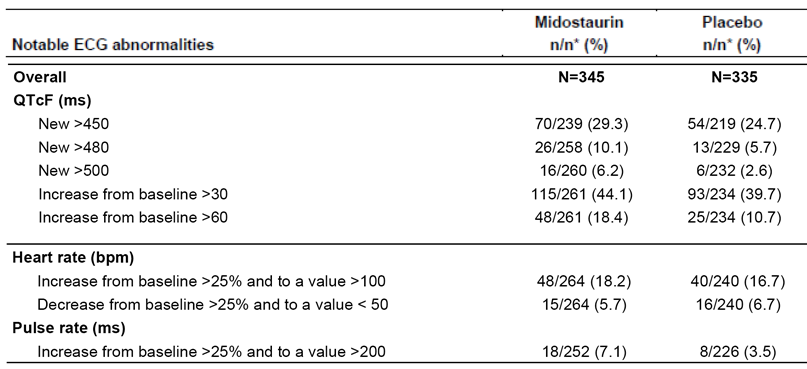 Midostaurin Placebo
Notable ECG abnormalities n/n* (%) n/n* (%)
Overall N=345 N=335
QTcF (ms)
New >450 70/239 (29.3) 54/219 (24.7)
New >480 26/258 (10.1) 13/229 (5.7)
New >500 16/260 (6.2) 6/232 (2.6)
Increase from baseline >30 115/261 (44.1) 93/234 (39.7)
Increase from baseline >60 48/261 (18.4) 25/234 (10.7)
Heart rate (bpm)
Increase from baseline >25% and to a value >100 48/264 (18.2) 40/240 (16.7)
Decrease from baseline >25% and to a value < 50 15/264 (5.7) 16/240 (6.7)
Pulse rate (ms)
Increase from baseline >25% and to a value >200 18/252 (7.1) 8/226 (3.5)